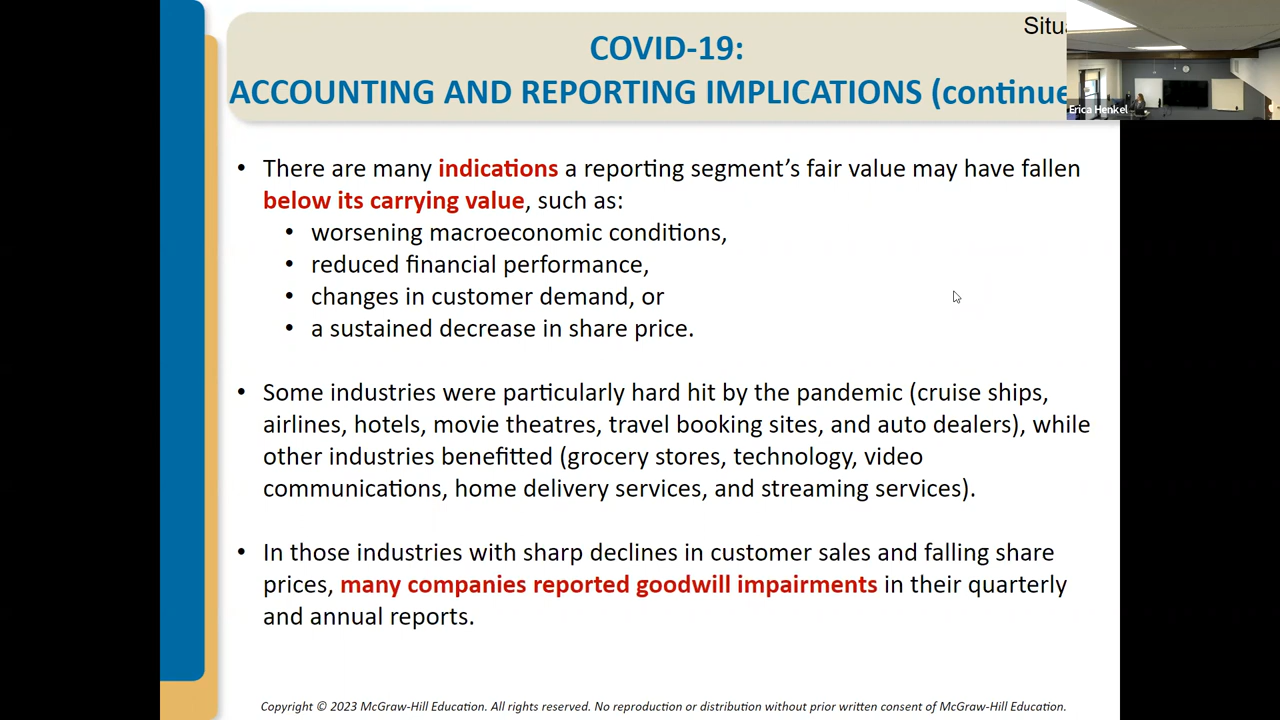 Situ
COVID-19:
ACCOUNTING AND REPORTING IMPLICATIONS (continue
Erica Henkel
• There are many indications a reporting segment’s fair value may have fallen
below its carrying value, such as:
• worsening macroeconomic conditions,
• reduced financial performance,
• changes in customer demand, or
• a sustained decrease in share price.
• Some industries were particularly hard hit by the pandemic (cruise ships,
airlines, hotels, movie theatres, travel booking sites, and auto dealers), while
other industries benefitted (grocery stores, technology, video
communications, home delivery services, and streaming services).
• In those industries with sharp declines in customer sales and falling share
prices, many companies reported goodwill impairments in their quarterly
and annual reports.
Copyright © 2023 McGraw-Hill Education. All rights reserved. No reproduction or distribution without prior written consent of McGraw-Hill Education.